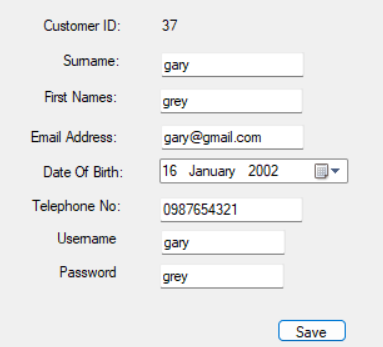 Customer ID: 37
Surname: gary
First Names: grey
Email Address: gary@gmail.com
Date Of Birth: 16 January 2002
Telephone No: 0987654321
Username gary
Password grey
Save